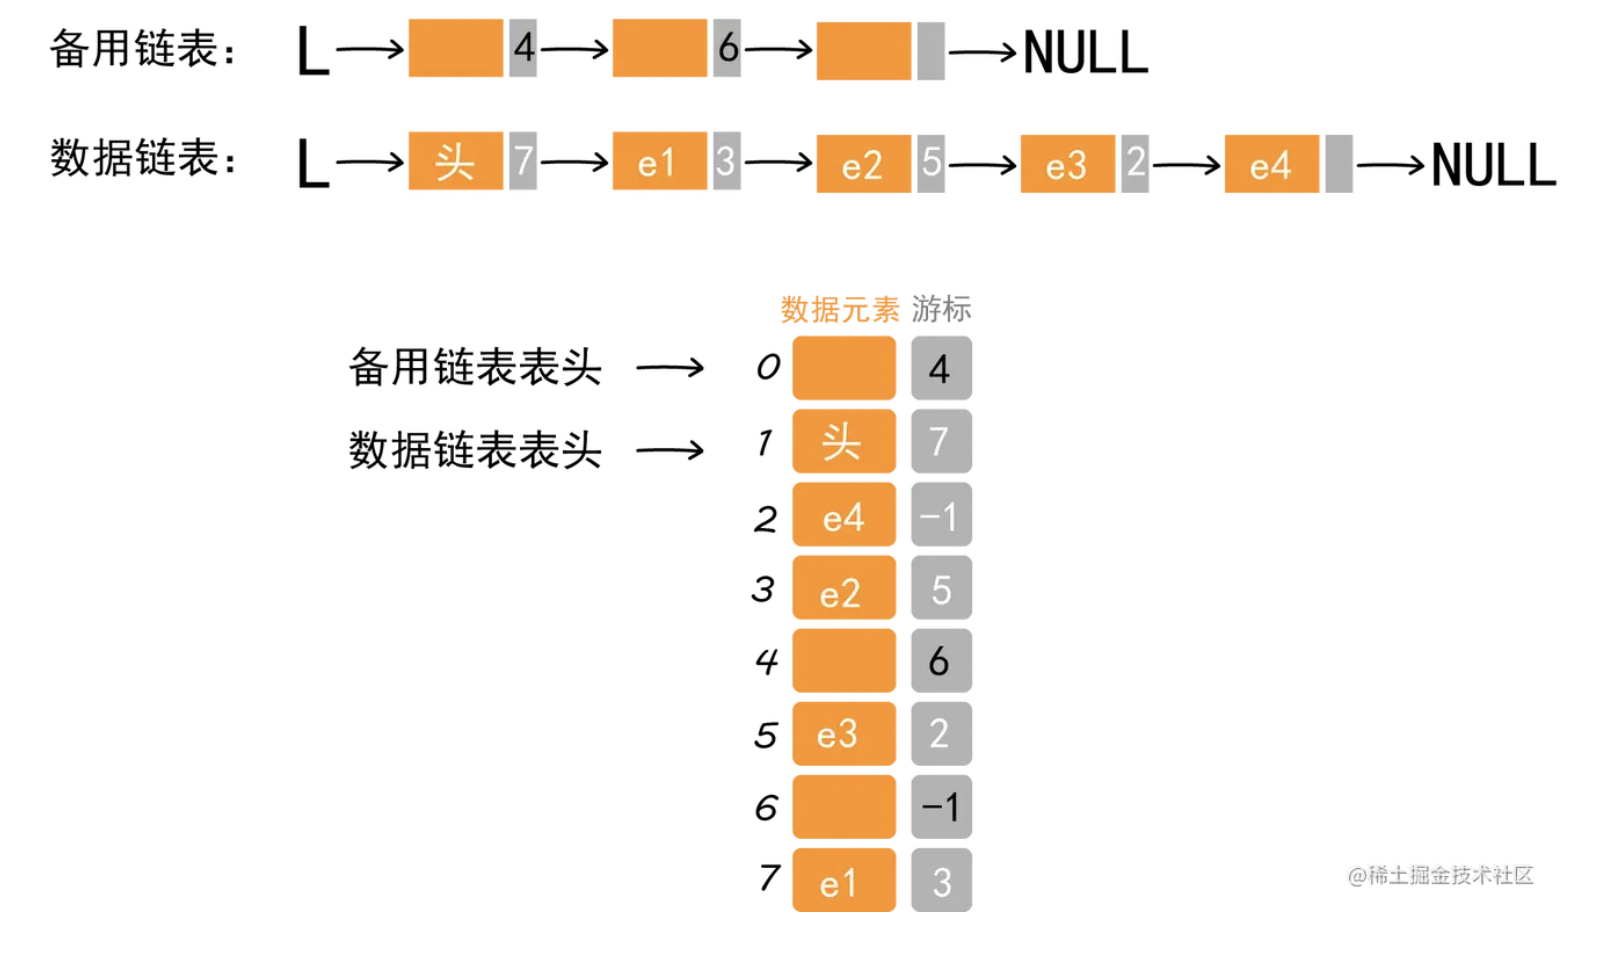 备用链表： L 4 6 NULL
数据链表： L 头 7 e1 3 e2 5 e3 2 e4 NULL
数据元素 游标
备用链表表头 0 4
数据链表表头 1 头 7
2 e4 -1
3 e2 5
4 6
5 e3 2
6 -1
7 e1 3
@稀土掘金技术社区